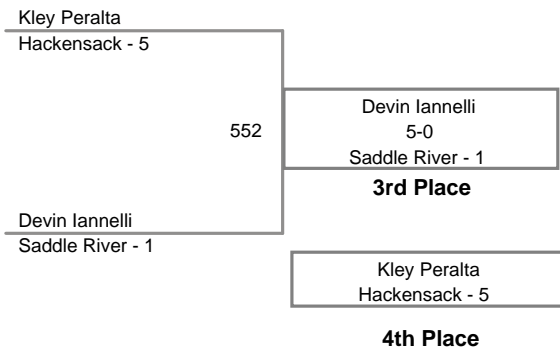 Kley Peralta
Hackensack - 5
552
Devin Iannelli
5-0
Saddle River - 1
3rd Place
Devin Iannelli
Saddle River - 1
Kley Peralta
Hackensack - 5
4th Place